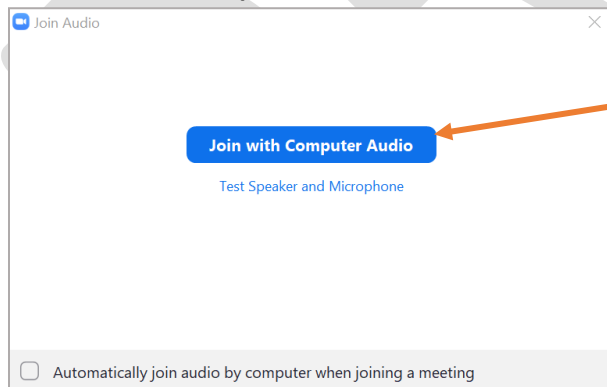 Join Audio
Join with Computer Audio
Test Speaker and Microphone
Automatically join audio by computer when joining a meeting